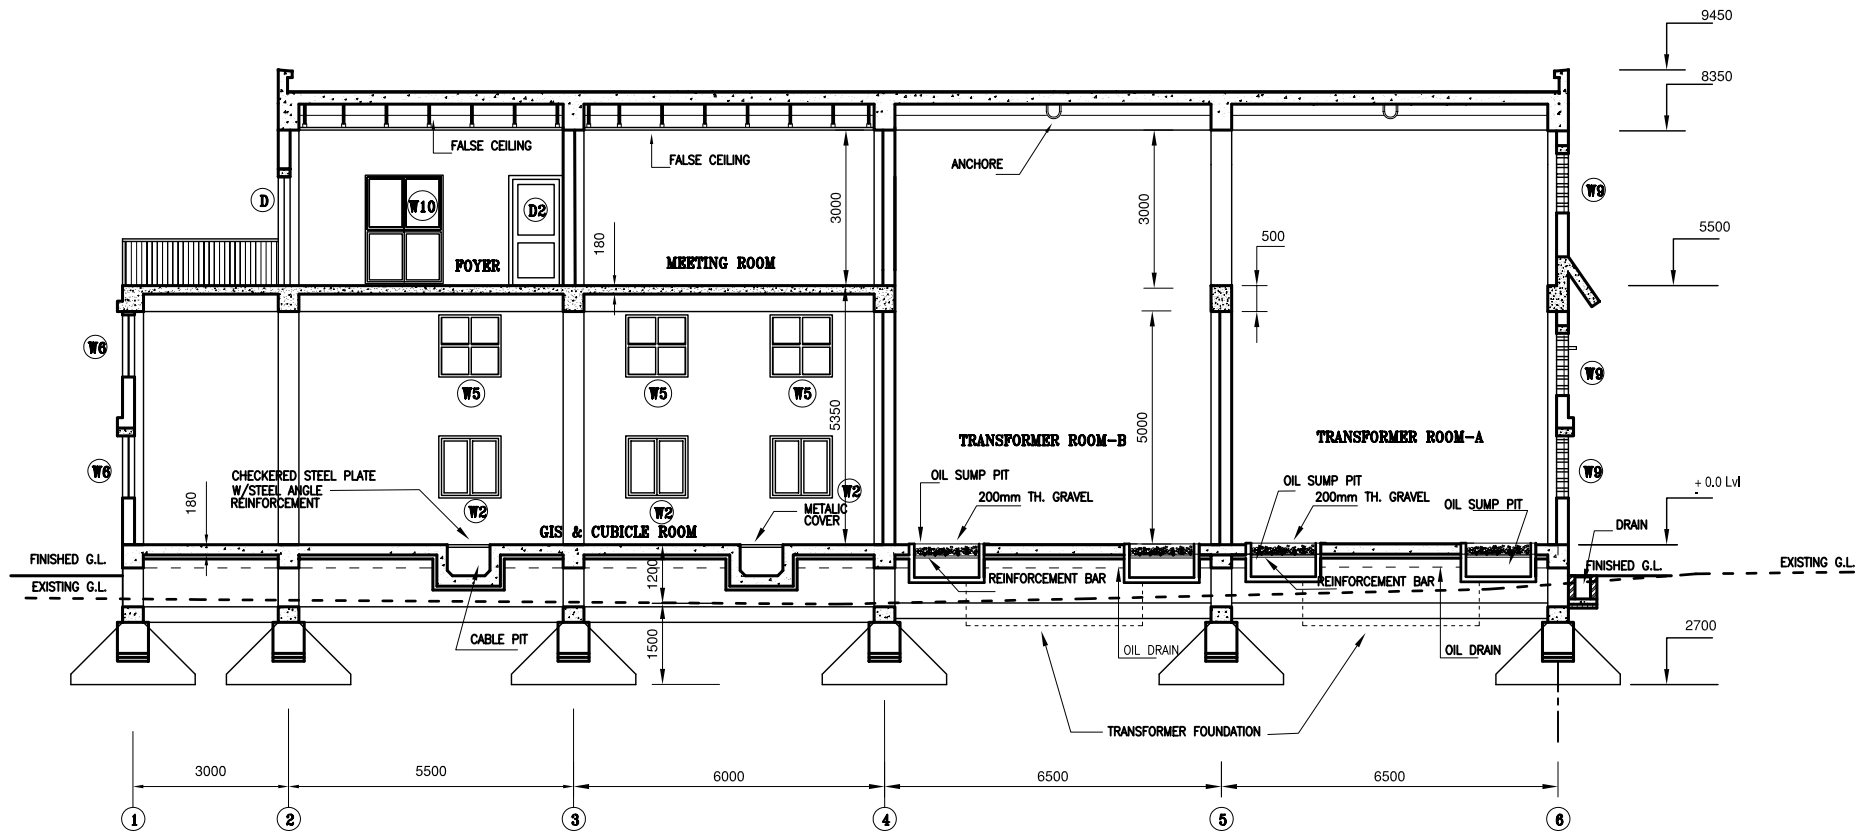 9450
8350
FALSE CEILING
FALSE CEILING
ANCHORE
D
W10
D2
3000
3000
W9
500
5500
180
FOYER
MEETING ROOM
W6
W5
W5
W5
W9
5350
5000
TRANSFORMER ROOM-B
TRANSFORMER ROOM-A
W6
CHECKERED STEEL PLATE
W/STEEL ANGLE
REINFORCEMENT
180
OIL SUMP PIT
200mm TH. GRAVEL
OIL SUMP PIT
200mm TH. GRAVEL
OIL SUMP PIT
W9
+ 0.0 Lvl
W2
W2
W2
METALIC
COVER
GIS & CUBICLE ROOM
DRAIN
FINISHED G.L.
EXISTING G.L.
1200
REINFORCEMENT BAR
REINFORCEMENT BAR
FINISHED G.L.
EXISTING G.L.
CABLE PIT
1500
OIL DRAIN
OIL DRAIN
2700
TRANSFORMER FOUNDATION
3000
5500
6000
6500
6500
1
2
3
4
5
6